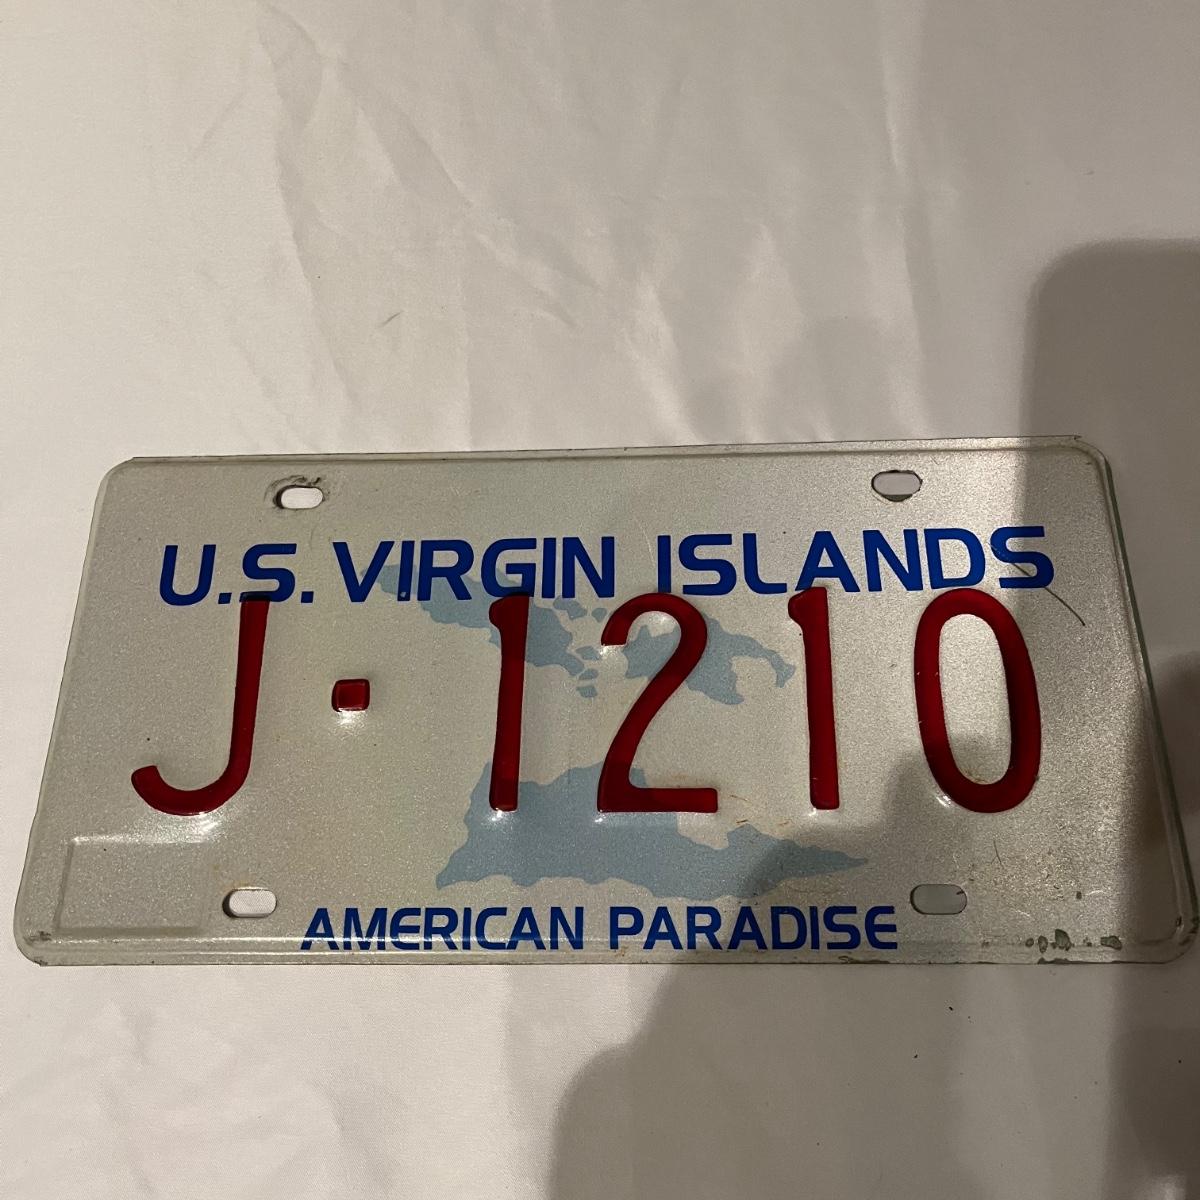 U.S. VIRGIN ISLANDS
J·1210
AMERICAN PARADISE